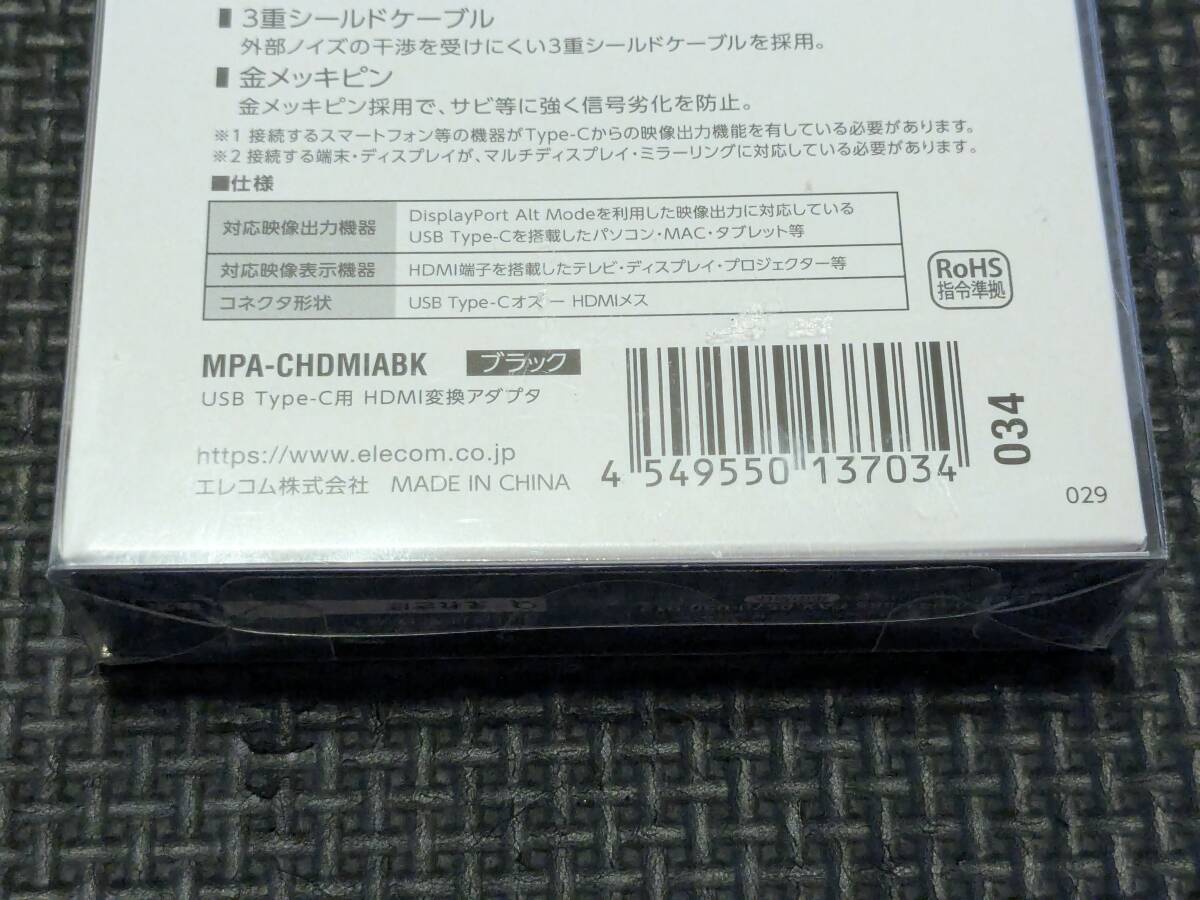 ▮ 3重シールドケーブル
外部ノイズの干渉を受けにくい3重シールドケーブルを採用。
▮ 金メッキピン
金メッキピン採用で、サビ等に強く信号劣化を防止。
※1 接続するスマートフォン等の機器がType-Cからの映像出力機能を有している必要があります。
※2 接続する端末・ディスプレイが、マルチディスプレイ・ミラーリングに対応している必要があります。
■仕様
対応映像出力機器 DisplayPort Alt Modeを利用した映像出力に対応している
USB Type-Cを搭載したパソコン・MAC・タブレット等
対応映像表示機器 HDMI端子を搭載したテレビ・ディスプレイ・プロジェクター等
コネクタ形状 USB Type-Cオス ー HDMIメス
RoHS
指令準拠
MPA-CHDMIABK ブラック
USB Type-C用 HDMI変換アダプタ
https://www.elecom.co.jp
エレコム株式会社 MADE IN CHINA
4 549550 137034
034
029